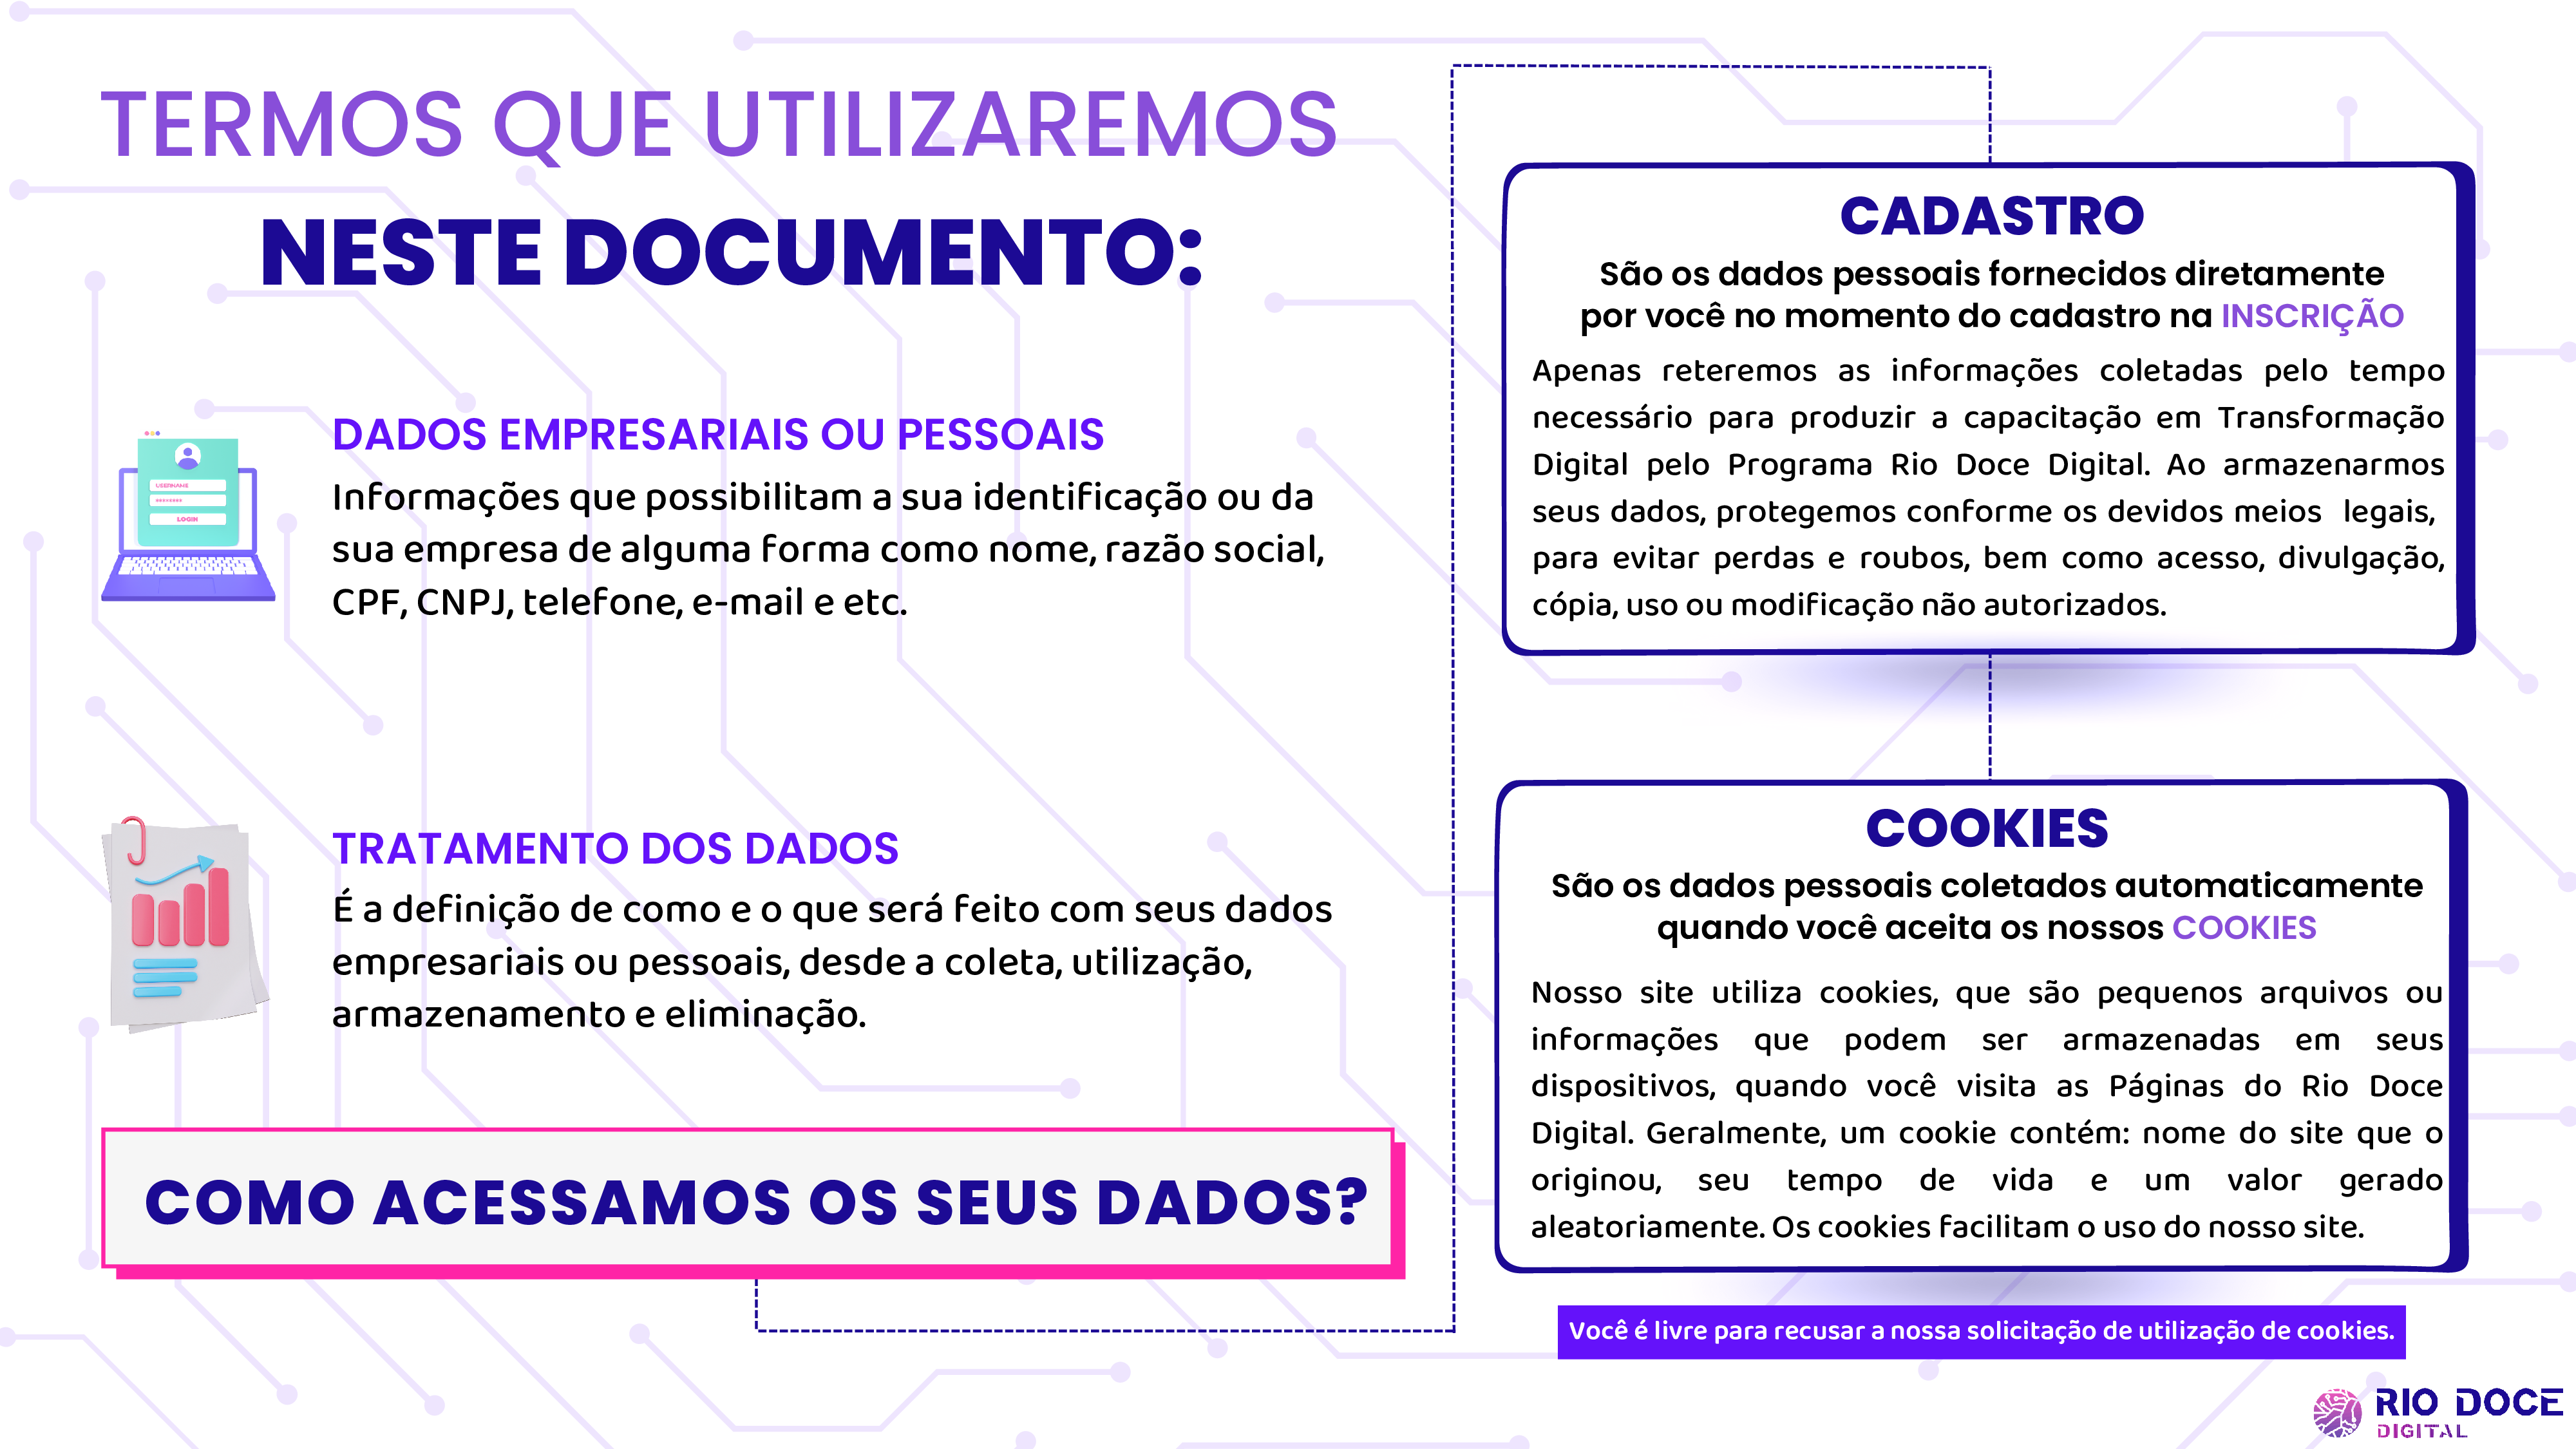 TERMOS QUE UTILIZAREMOS
NESTE DOCUMENTO:
USERNAME
LOGIN
DADOS EMPRESARIAIS OU PESSOAIS
Informações que possibilitam a sua identificação ou da
sua empresa de alguma forma como nome, razão social,
CPF, CNPJ, telefone, e-mail e etc.
TRATAMENTO DOS DADOS
É a definição de como e o que será feito com seus dados
empresariais ou pessoais, desde a coleta, utilização,
armazenamento e eliminação.
COMO ACESSAMOS OS SEUS DADOS?
CADASTRO
São os dados pessoais fornecidos diretamente
por você no momento do cadastro na INSCRIÇÃO
Apenas reteremos as informações coletadas pelo tempo
necessário para produzir a capacitação em Transformação
Digital pelo Programa Rio Doce Digital. Ao armazenarmos
seus dados, protegemos conforme os devidos meios legais,
para evitar perdas e roubos, bem como acesso, divulgação,
cópia, uso ou modificação não autorizados.
COOKIES
São os dados pessoais coletados automaticamente
quando você aceita os nossos COOKIES
Nosso site utiliza cookies, que são pequenos arquivos ou
informações que podem ser armazenadas em seus
dispositivos, quando você visita as Páginas do Rio Doce
Digital. Geralmente, um cookie contém: nome do site que o
originou, seu tempo de vida e um valor gerado
aleatoriamente. Os cookies facilitam o uso do nosso site.
Você é livre para recusar a nossa solicitação de utilização de cookies.
RIO DOCE
DIGITAL